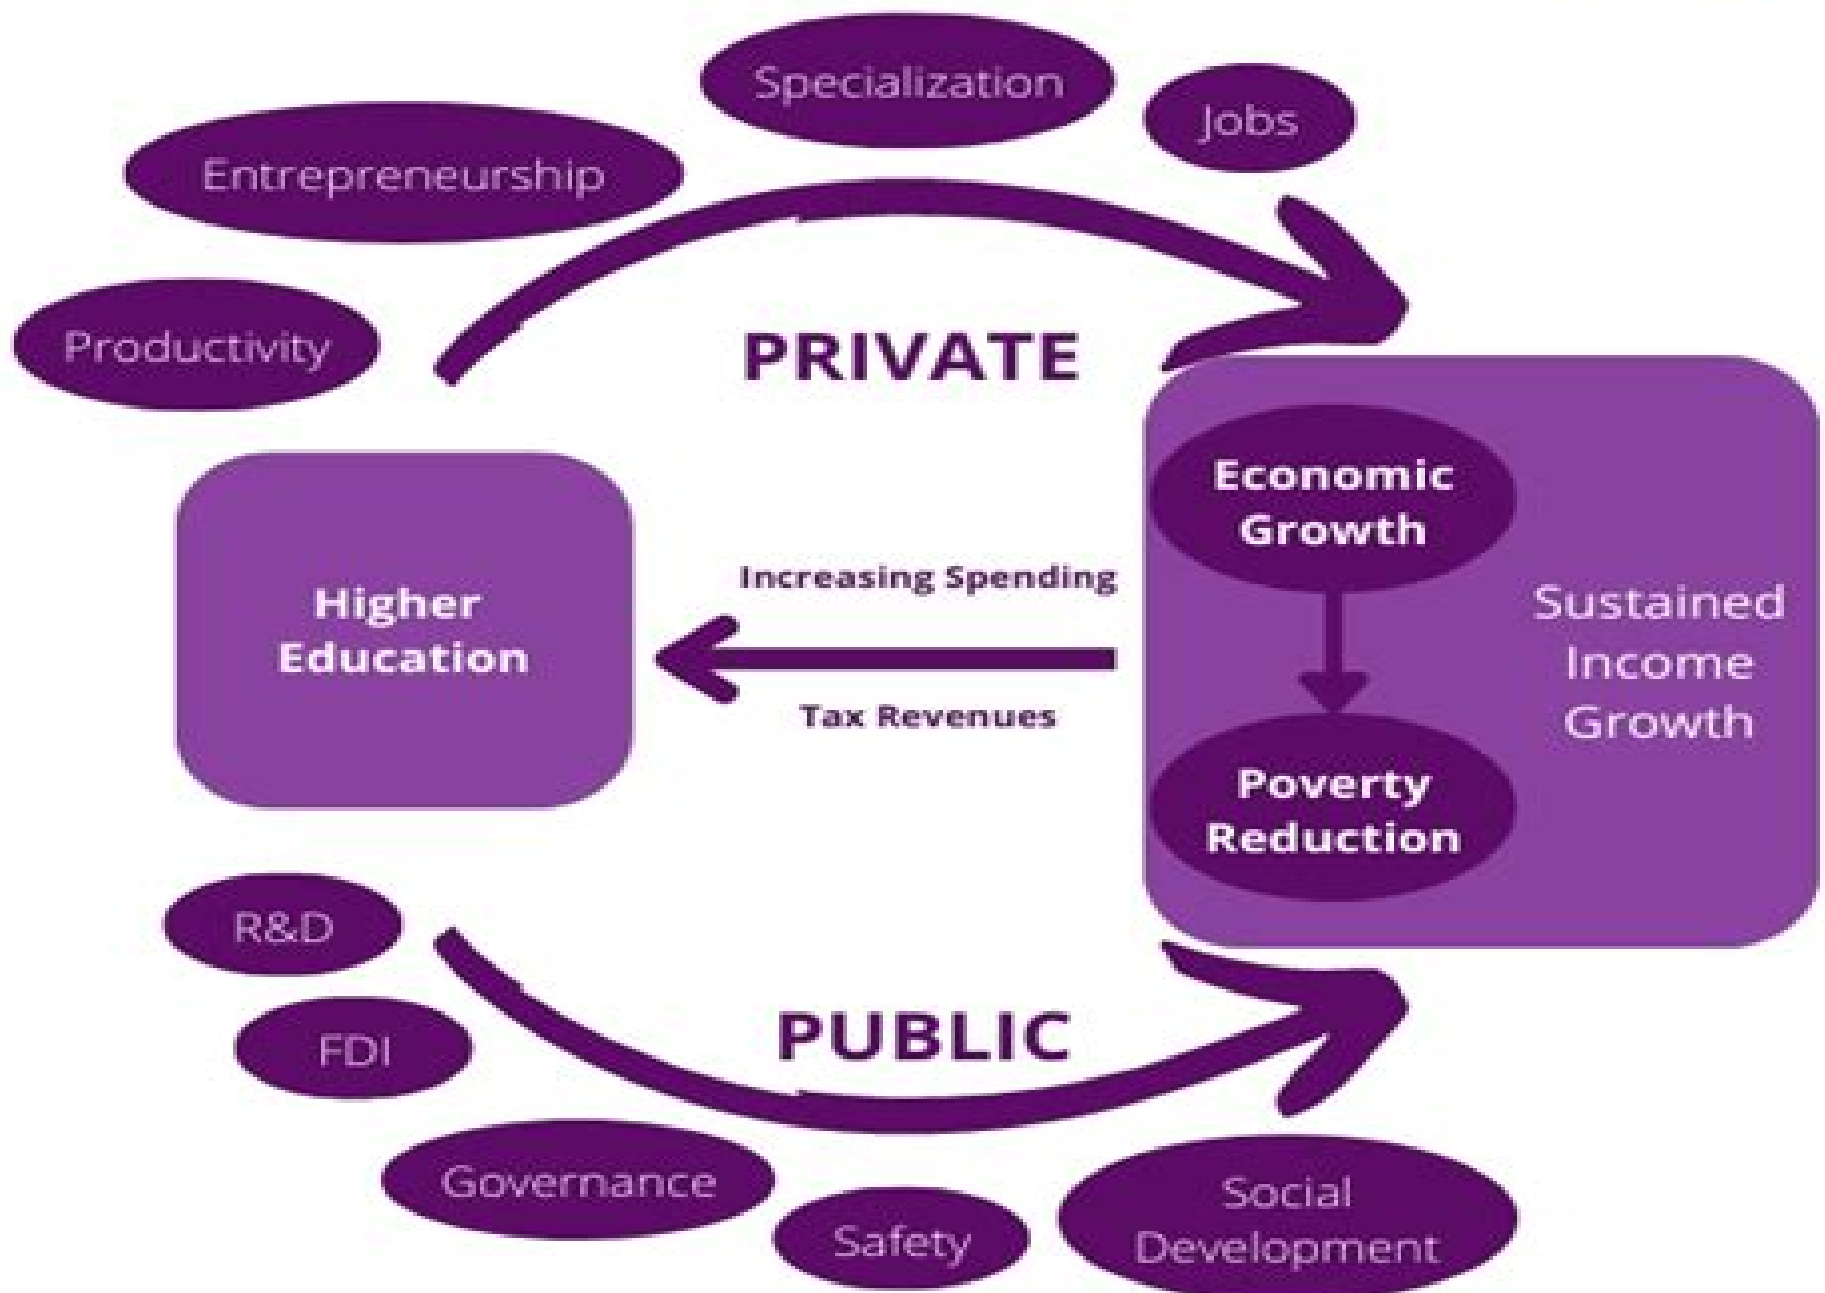 Specialization
Jobs
Entrepreneurship
Productivity
PRIVATE
Higher
Education
Increasing Spending
Tax Revenues
Economic
Growth
Sustained
Income
Growth
Poverty
Reduction
R&D
FDI
PUBLIC
Governance
Safety
Social
Development